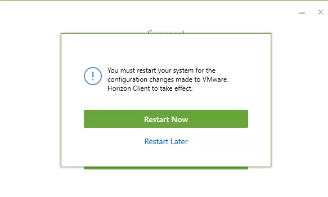 You must restart your system for the
configuration changes made to VMware
Horizon Client to take effect.
Restart Now
Restart Later